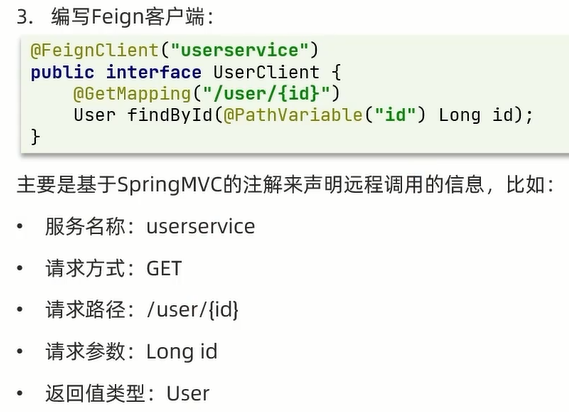 3. 编写Feign客户端：
@FeignClient("userservice")
public interface UserClient {
    @GetMapping("/user/{id}")
    User findById(@PathVariable("id") Long id);
}
主要是基于SpringMVC的注解来声明远程调用的信息，比如：
• 服务名称：userservice
• 请求方式：GET
• 请求路径：/user/{id}
• 请求参数：Long id
• 返回值类型：User